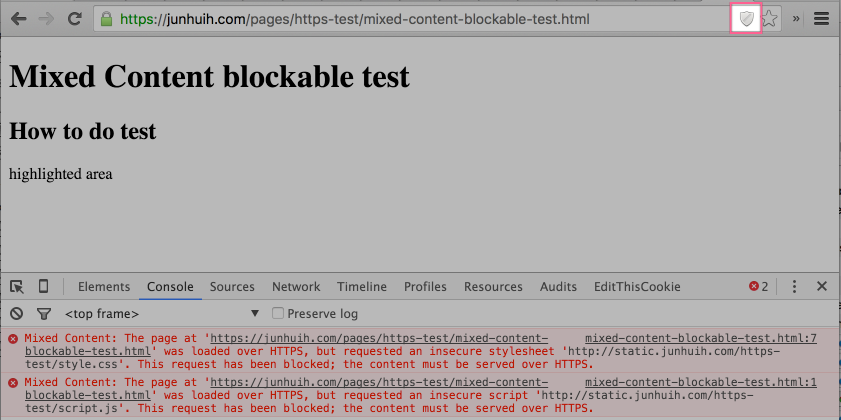 https://junhuih.com/pages/https-test/mixed-content-blockable-test.html »
Mixed Content blockable test
How to do test
highlighted area
Elements Console Sources Network Timeline Profiles Resources Audits EditThisCookie 2
<top frame> Preserve log
Mixed Content: The page at 'https://junhuih.com/pages/https-test/mixed-content- mixed-content-blockable-test.html:7
blockable-test.html' was loaded over HTTPS, but requested an insecure stylesheet 'http://static.junhuih.com/https-
test/style.css'. This request has been blocked; the content must be served over HTTPS.
Mixed Content: The page at 'https://junhuih.com/pages/https-test/mixed-content- mixed-content-blockable-test.html:1
blockable-test.html' was loaded over HTTPS, but requested an insecure script 'http://static.junhuih.com/https-
test/script.js'. This request has been blocked; the content must be served over HTTPS.